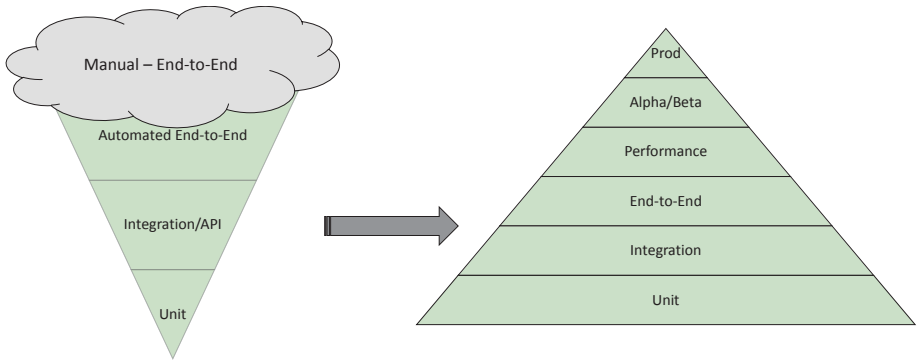 Manual – End-to-End
Automated End-to-End
Integration/API
Unit
Prod
Alpha/Beta
Performance
End-to-End
Integration
Unit